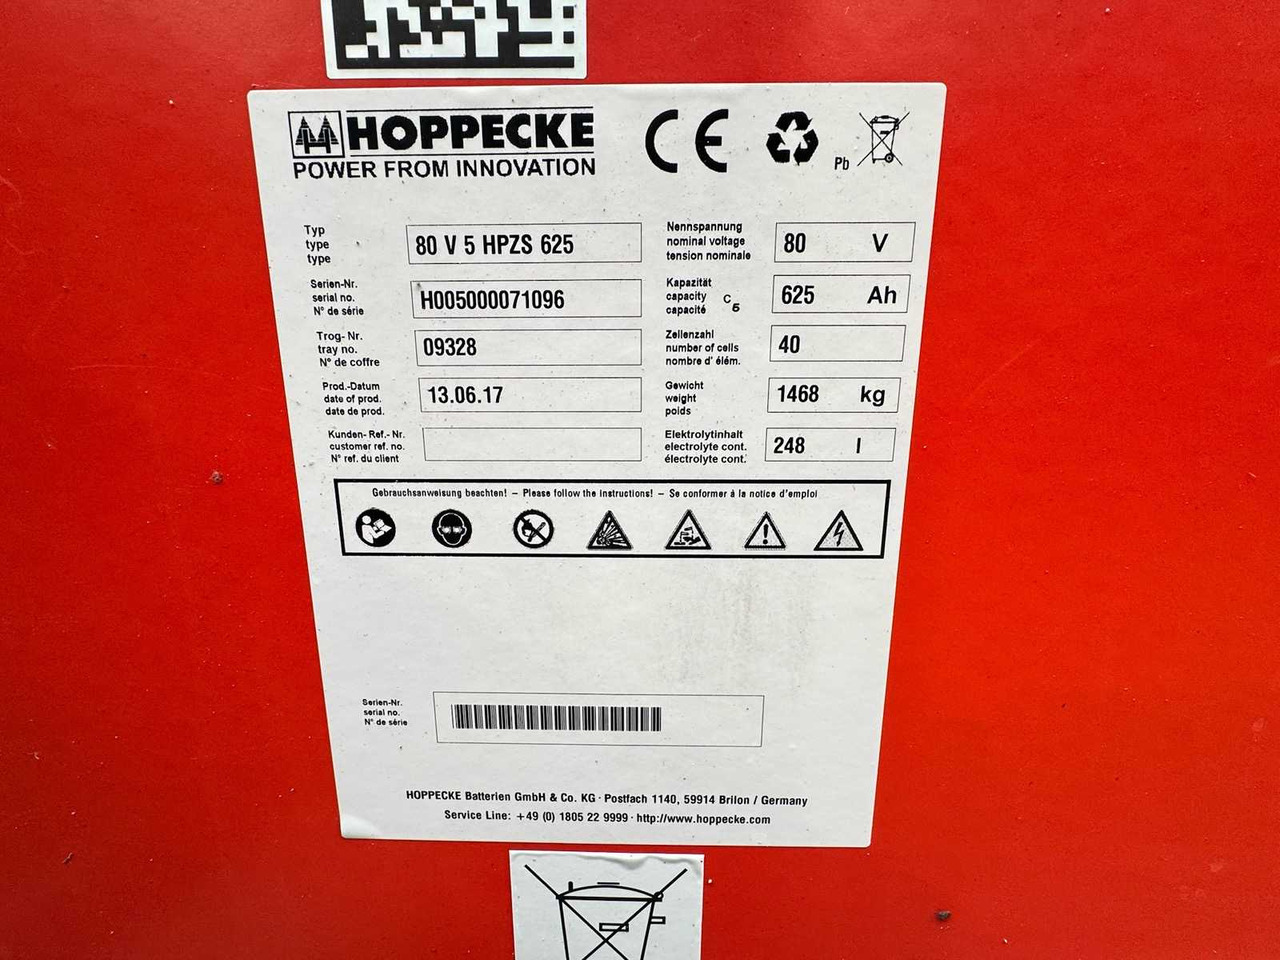 HOPPECKE
POWER FROM INNOVATION
CE
Pb
Typ
type
type
80 V 5 HPZS 625
Serien-Nr.
serial no.
N° de série
H005000071096
Trog- Nr.
tray no.
N° de coffre
09328
Prod.-Datum
date of prod.
date de prod.
13.06.17
Kunden- Ref.- Nr.
customer ref. no.
N° ref. du client
Nennspannung
nominal voltage
tension nominale
80 V
Kapazität
capacity C5
capacité
625 Ah
Zellenzahl
number of cells
nombre d' élém.
40
Gewicht
weight
poids
1468 kg
Elektrolytinhalt
electrolyte cont.
électrolyte cont.
248 l
Gebrauchsanweisung beachten! – Please follow the instructions! – Se conformer à la notice d'emploi
Serien-Nr.
serial no.
N° de série
HOPPECKE Batterien GmbH & Co. KG · Postfach 1140, 59914 Brilon / Germany
Service Line: +49 (0) 1805 22 9999 · http://www.hoppecke.com